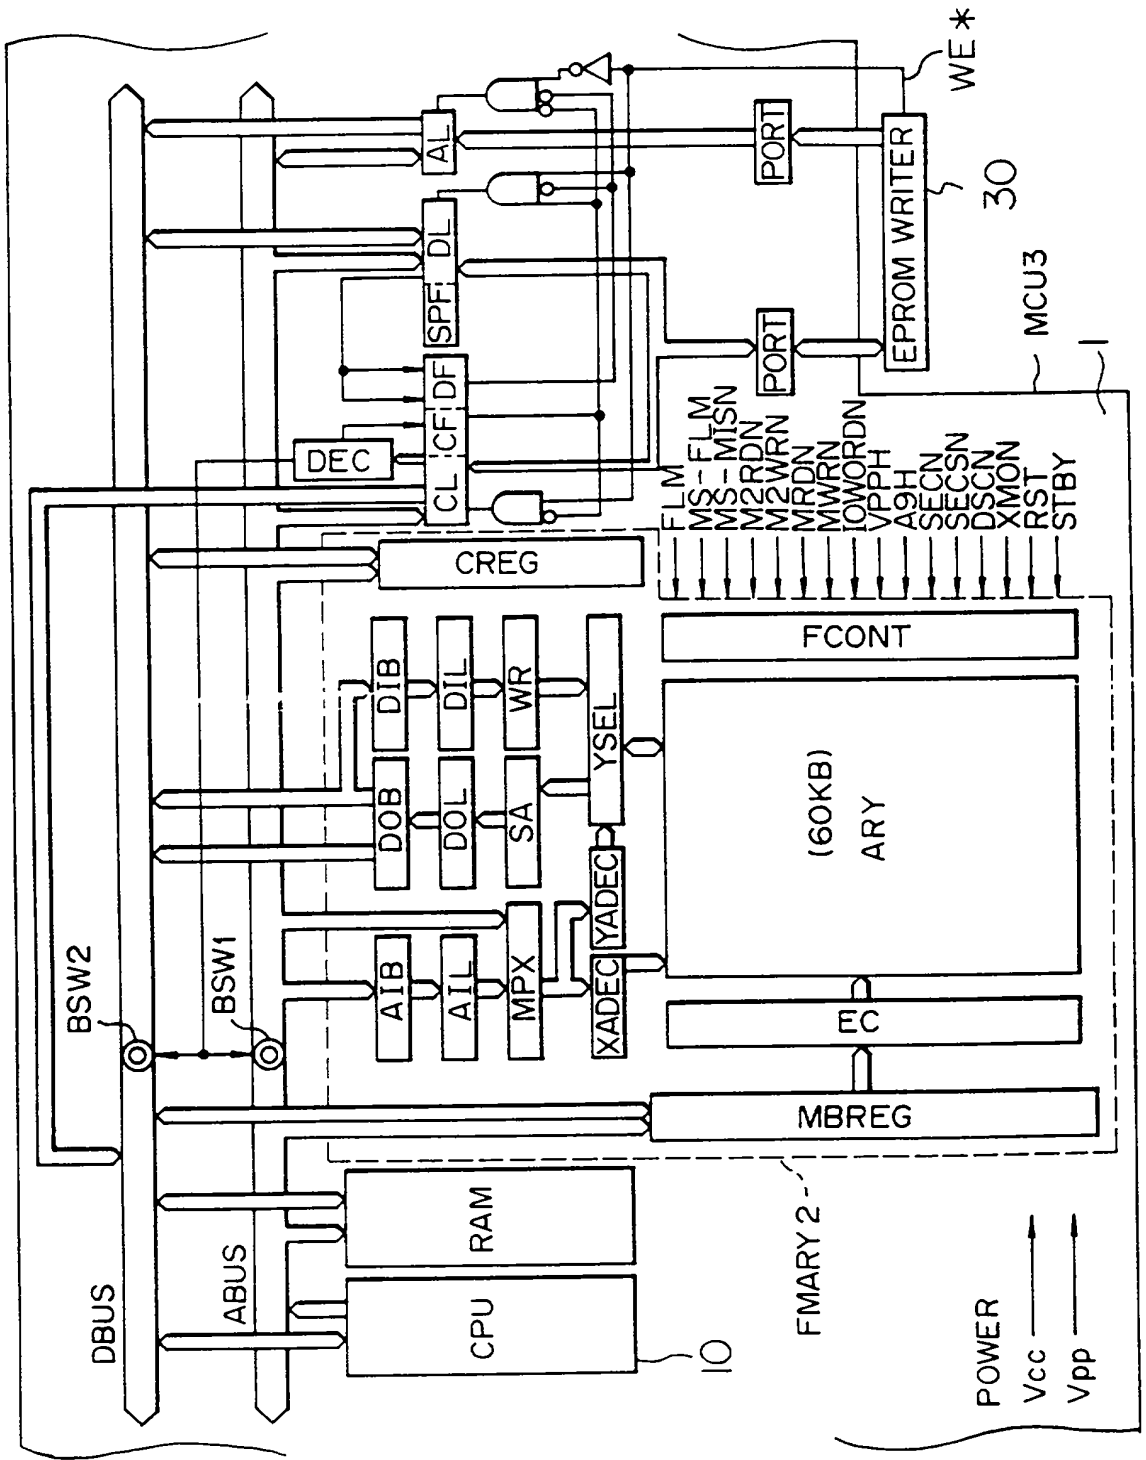 DBUS
BSW2
ABUS
BSW1
CPU
10
RAM
MBREG
FMARY2
AIB
AIL
MPX
XADEC
YADEC
DOB
DOL
SA
DIB
DIL
WR
YSEL
EC
(60KB)
ARY
FCONT
CREG
DEC
CL
CF
DF
SPF
DL
AL
PORT
PORT
EPROM WRITER
30
WE*
MCU3
1
FLM
MS-FLM
MS-MISN
M2RDN
M2WRN
MRDN
MWRN
IOWORDN
VPPH
A9H
SECN
SECSN
DSCN
XMON
RST
STBY
POWER
Vcc
Vpp